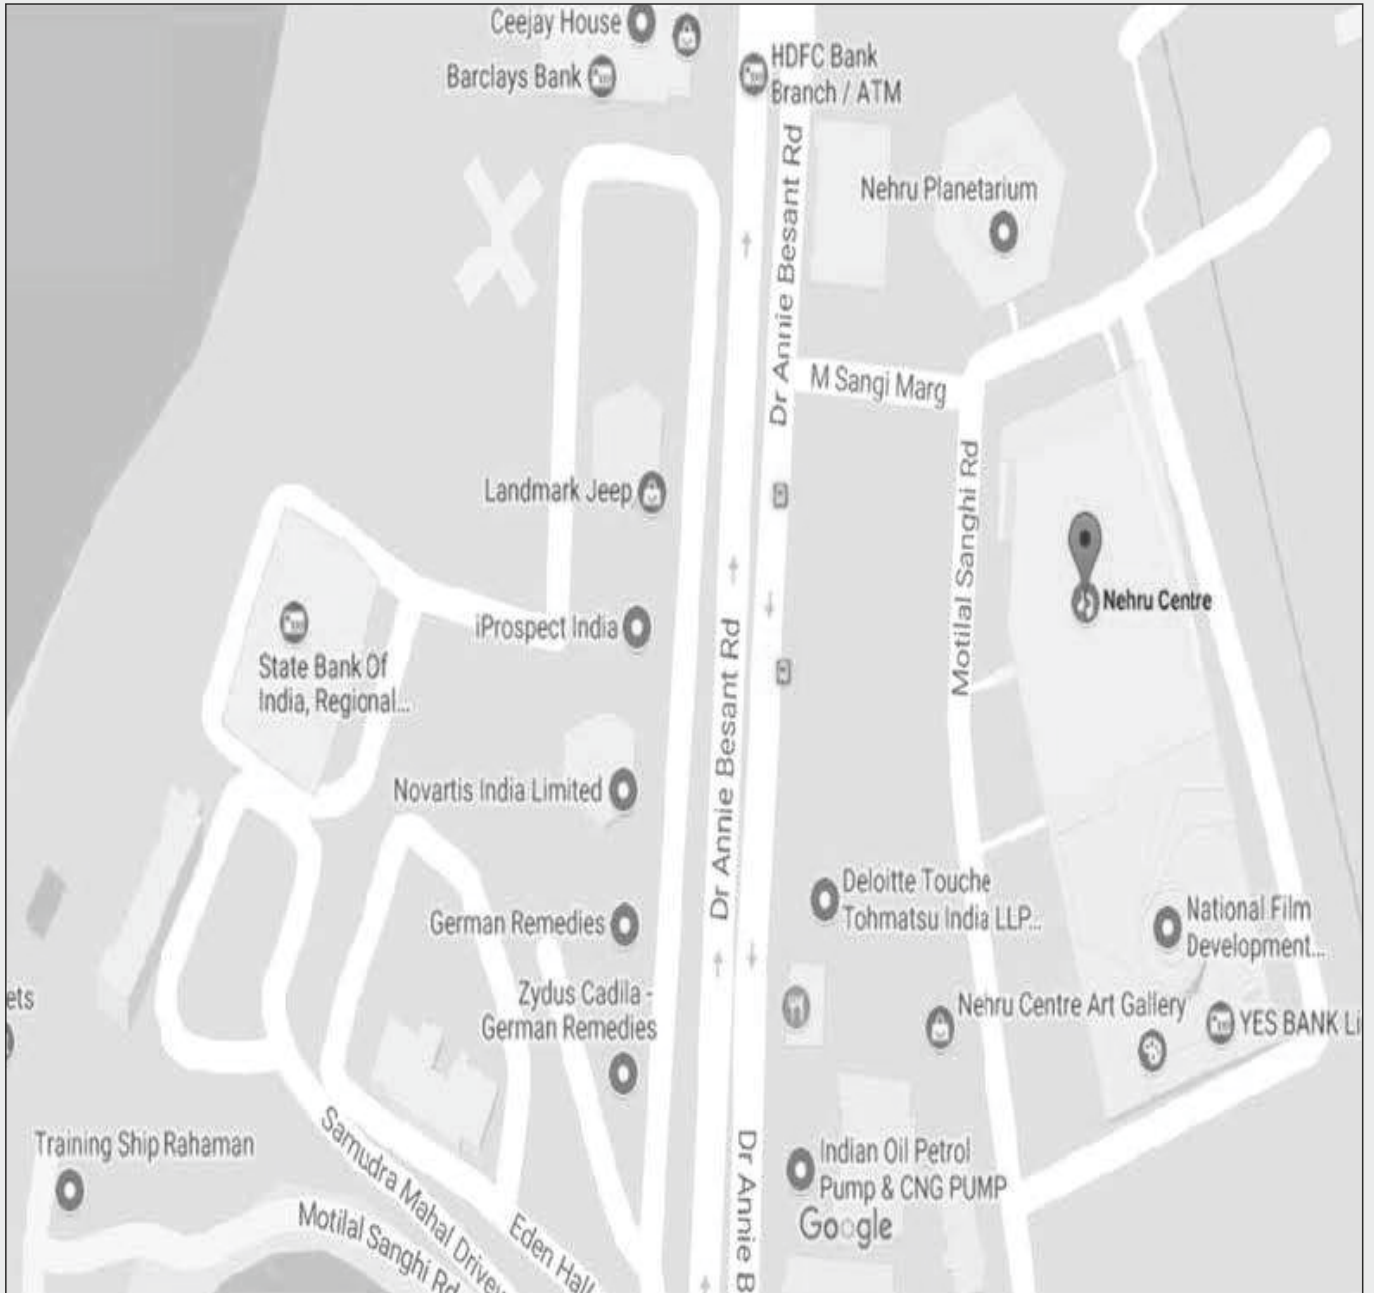 Ceejay House
Barclays Bank
HDFC Bank
Branch / ATM
Dr Annie Besant Rd
Nehru Planetarium
M Sangi Marg
Motilal Sanghi Rd
Landmark Jeep
Nehru Centre
iProspect India
State Bank Of
India, Regional...
Dr Annie Besant Rd
Novartis India Limited
Deloitte Touche
Tohmatsu India LLP...
National Film
Development...
German Remedies
Zydus Cadila -
German Remedies
ets
Nehru Centre Art Gallery
YES BANK Li
Training Ship Rahaman
Samudra Mahal Drivew
Motilal Sanghi Rd
Eden Hall
Dr Annie B
Indian Oil Petrol
Pump & CNG PUMP
Google